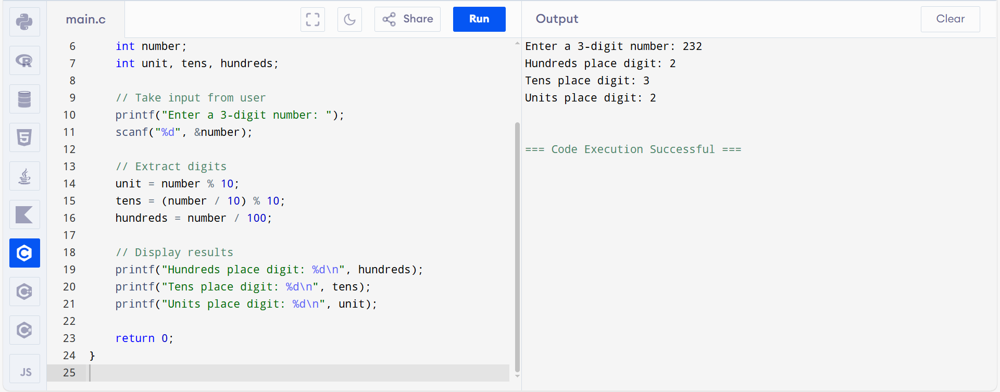 main.c
Share
Run
Output
Clear
6 int number;
7 int unit, tens, hundreds;
8
9 // Take input from user
10 printf("Enter a 3-digit number: ");
11 scanf("%d", &number);
12
13 // Extract digits
14 unit = number % 10;
15 tens = (number / 10) % 10;
16 hundreds = number / 100;
17
18 // Display results
19 printf("Hundreds place digit: %d\n", hundreds);
20 printf("Tens place digit: %d\n", tens);
21 printf("Units place digit: %d\n", unit);
22
23 return 0;
24 }
25
Enter a 3-digit number: 232
Hundreds place digit: 2
Tens place digit: 3
Units place digit: 2
=== Code Execution Successful ===
R
5
C
C
C#
JS